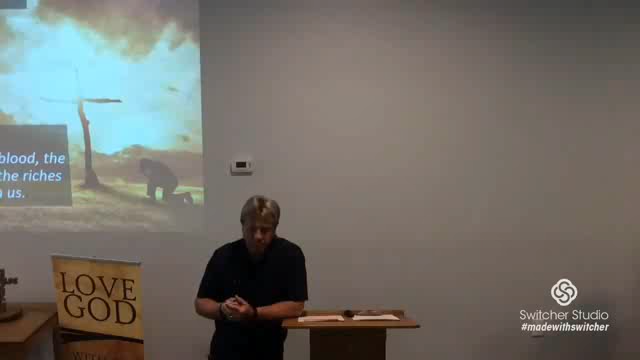 blood, the
the riches
us.
LOVE
GOD
Switcher Studio
#madewithswitcher